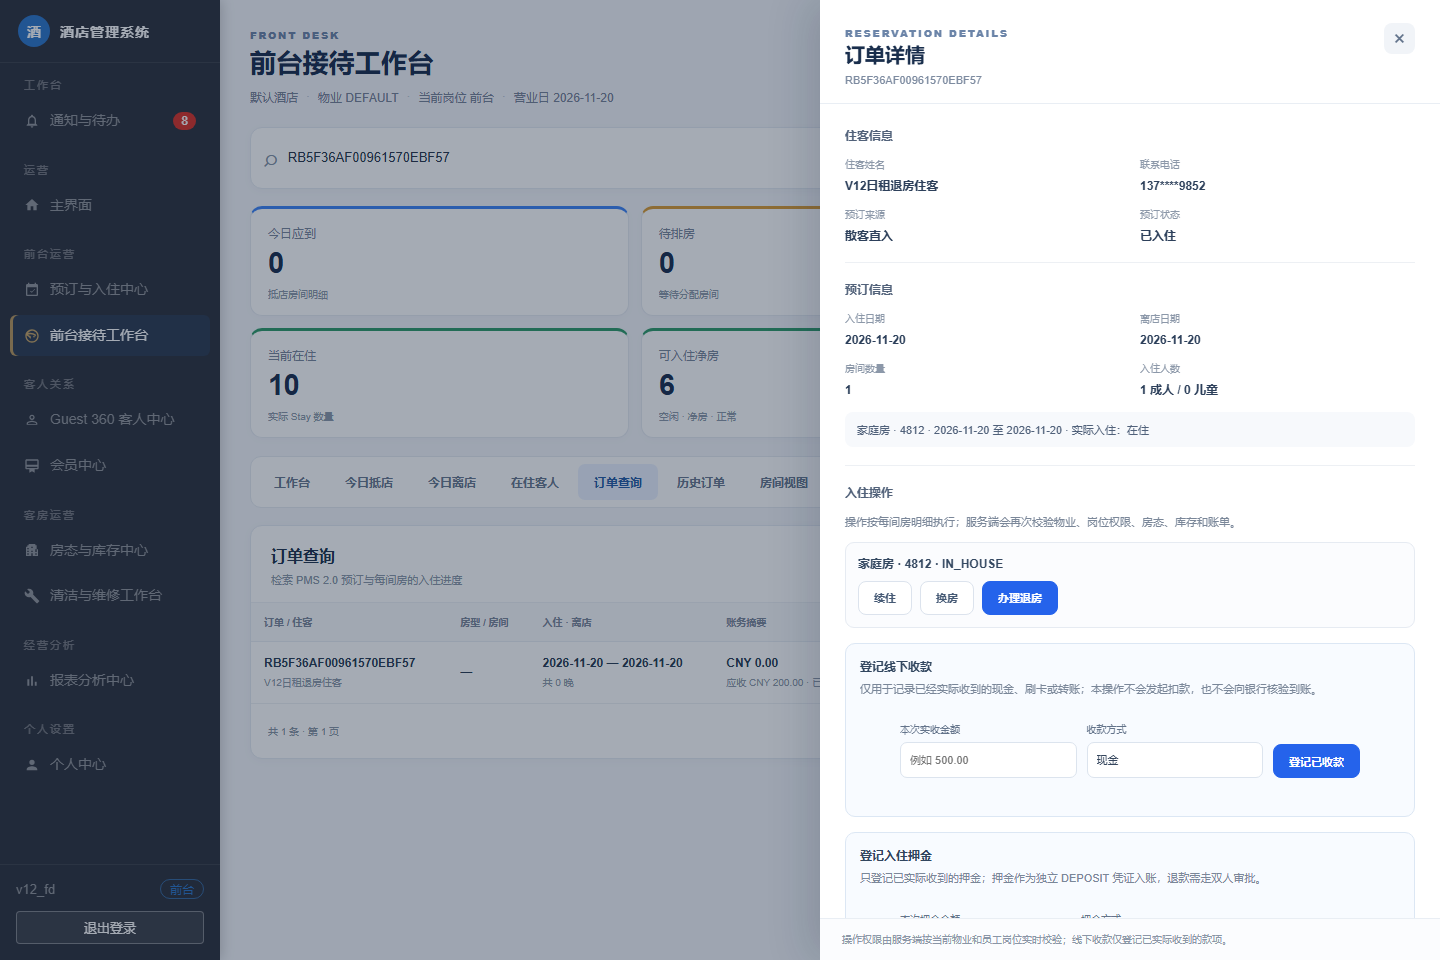 酒 酒店管理系统
工作台
通知与待办 8
运营
主界面
前台运营
预订与入住中心
前台接待工作台
客人关系
Guest 360 客人中心
会员中心
客房运营
房态与库存中心
清洁与维修工作台
经营分析
报表分析中心
个人设置
个人中心
v12_fd 前台
退出登录
FRONT DESK
前台接待工作台
默认酒店 · 物业 DEFAULT · 当前岗位 前台 · 营业日 2026-11-20
RB5F36AF00961570EBF57
今日应到
0
抵店房间明细
待排房
0
等待分配房间
当前在住
10
实际 Stay 数量
可入住净房
6
空闲 · 净房 · 正常
工作台 今日抵店 今日离店 在住客人 订单查询 历史订单 房间视图
订单查询
检索 PMS 2.0 预订与每间房的入住进度
订单 / 住客 房型 / 房间 入住 · 离店 账务摘要
RB5F36AF00961570EBF57 — 2026-11-20 — 2026-11-20 CNY 0.00
V12日租退房住客 共 0 晚 应收 CNY 200.00 · 已
共 1 条 · 第 1 页
RESERVATION DETAILS
订单详情
RB5F36AF00961570EBF57
×
住客信息
住客姓名 联系电话
V12日租退房住客 137****9852
预订来源 预订状态
散客直入 已入住
预订信息
入住日期 离店日期
2026-11-20 2026-11-20
房间数量 入住人数
1 1 成人 / 0 儿童
家庭房 · 4812 · 2026-11-20 至 2026-11-20 · 实际入住：在住
入住操作
操作按每间房明细执行；服务端会再次校验物业、岗位权限、房态、库存和账单。
家庭房 · 4812 · IN_HOUSE
续住 换房 办理退房
登记线下收款
仅用于记录已经实际收到的现金、刷卡或转账；本操作不会发起扣款，也不会向银行核验到账。
本次实收金额 收款方式
例如 500.00 现金 登记已收款
登记入住押金
只登记已实际收到的押金；押金作为独立 DEPOSIT 凭证入账，退款需走双人审批。
本次押金金额 押金方式
操作权限由服务端按当前物业和员工岗位实时校验；线下收款仅登记已实际收到的款项。